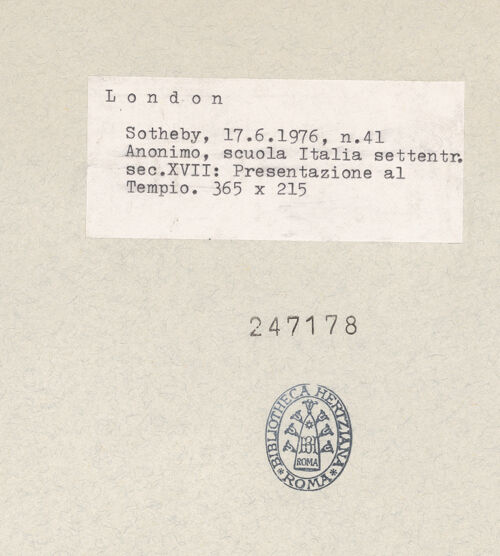 London
Sotheby, 17.6.1976, n.41
Anonimo, scuola Italia settentr.
sec.XVII: Presentazione al
Tempio. 365 x 215
247178
BIBLIOTHECA HERTZIANA
BH
ROMA
ROMA